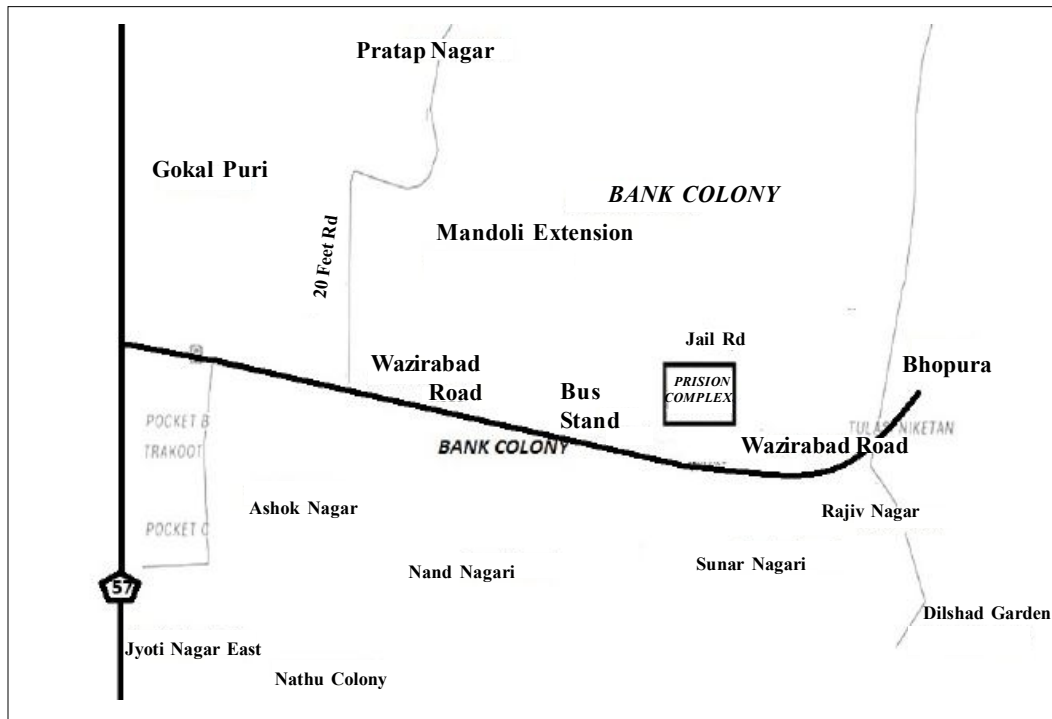 Pratap Nagar
Gokal Puri
BANK COLONY
Mandoli Extension
20 Feet Rd
Jail Rd
Wazirabad
Road
Bus
Stand
PRISION
COMPLEX
Bhopura
POCKET B
TRAKOOT
BANK COLONY
Wazirabad Road
NIKETAN
Ashok Nagar
Rajiv Nagar
POCKET C
Nand Nagari
Sunar Nagari
57
Dilshad Garden
Jyoti Nagar East
Nathu Colony